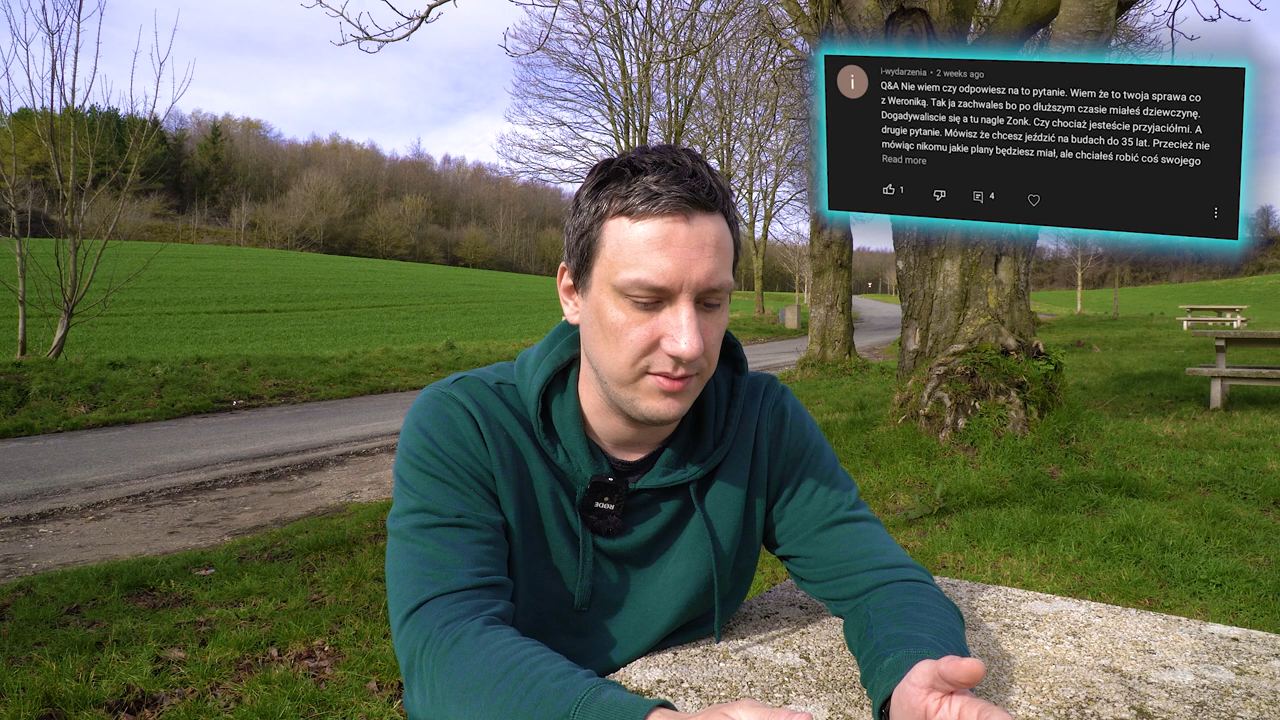 i
i-wydarzenia • 2 weeks ago
Q&A Nie wiem czy odpowiesz na to pytanie. Wiem że to twoja sprawa co
z Weroniką. Tak ja zachwales bo po dłuższym czasie miałeś dziewczynę.
Dogadywaliscie się a tu nagle Zonk. Czy chociaż jesteście przyjaciółmi. A
drugie pytanie. Mówisz że chcesz jeździć na budach do 35 lat. Przecież nie
mówiąc nikomu jakie plany będziesz miał, ale chciałeś robić coś swojego
Read more
1
4
RØDE